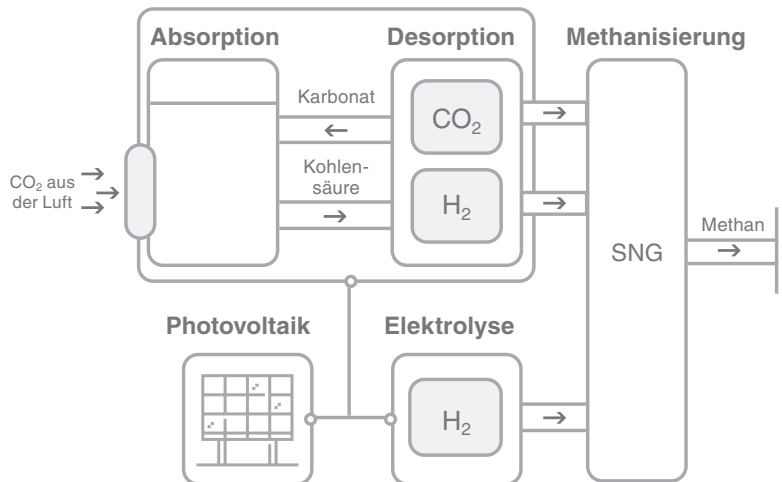 Absorption
Desorption
Methanisierung
Karbonat
CO₂
Kohlen-
säure
CO₂ aus
der Luft
H₂
Methan
SNG
Photovoltaik
Elektrolyse
H₂